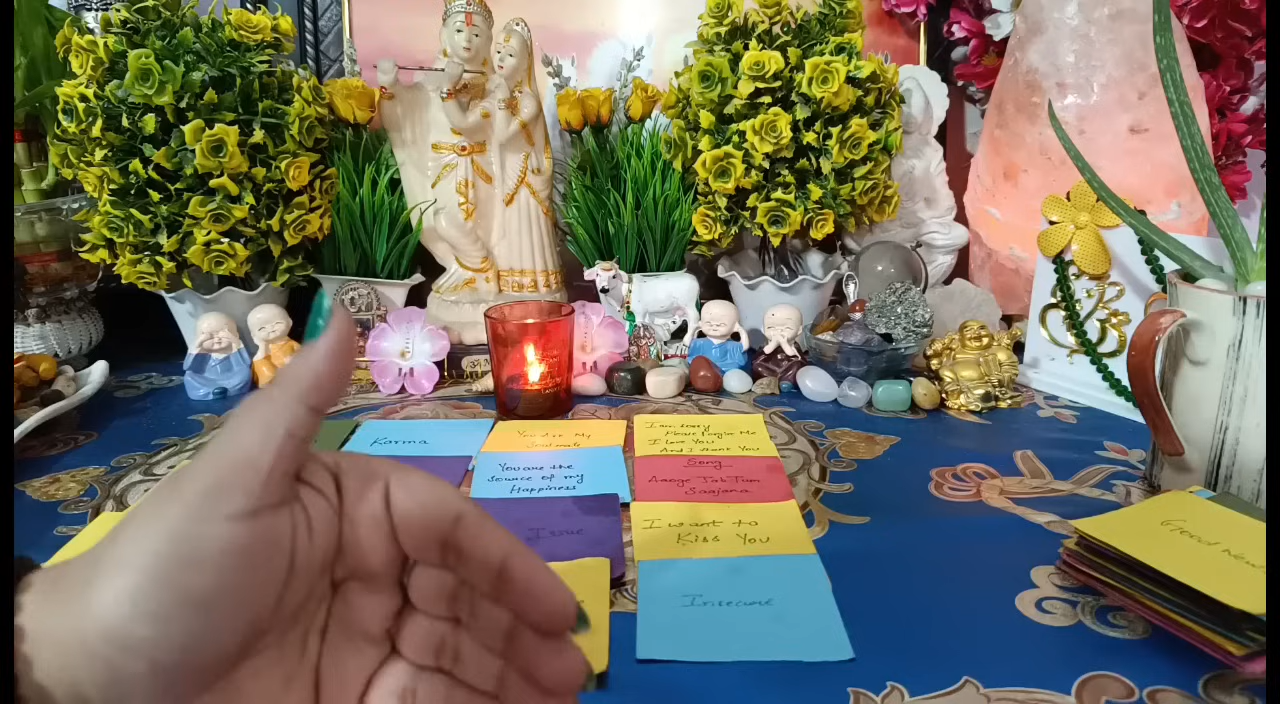 Karma
You Are My
Soulmate
You are the
source of my
Happiness
Issue
I am sorry
Please forgive Me
I love You
And I want You
Song
Aaoge Jab Tum
Saajana
I want to
Kiss You
Insecure
Good News